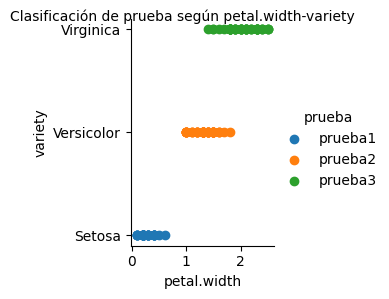 Clasificación de prueba según petal.width-variety
Virginica
Versicolor
Setosa
variety
0
1
2
petal.width
prueba
prueba1
prueba2
prueba3